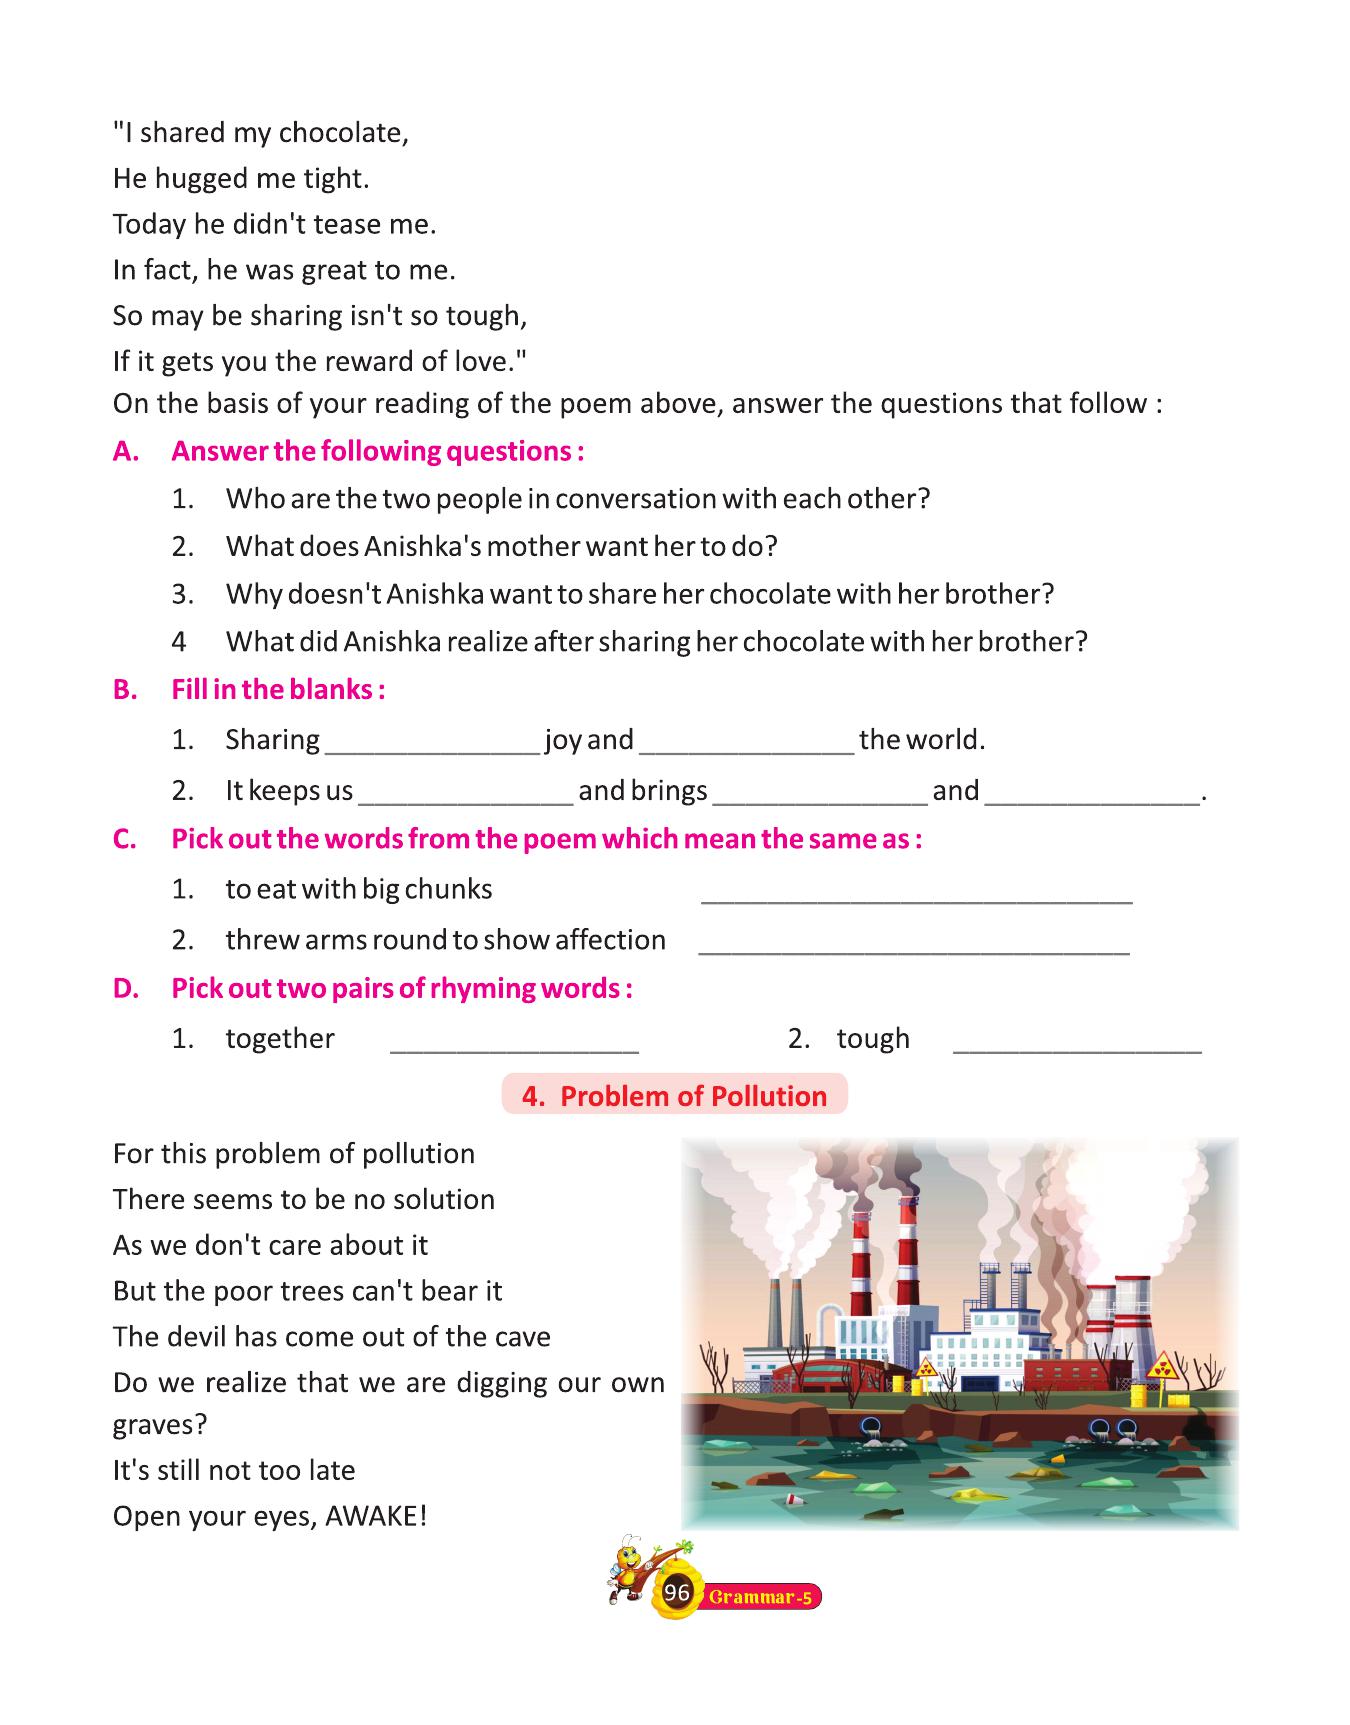 "I shared my chocolate,
He hugged me tight.
Today he didn't tease me.
In fact, he was great to me.
So may be sharing isn't so tough,
If it gets you the reward of love."
On the basis of your reading of the poem above, answer the questions that follow :
A. Answer the following questions :
1. Who are the two people in conversation with each other?
2. What does Anishka's mother want her to do?
3. Why doesn't Anishka want to share her chocolate with her brother?
4 What did Anishka realize after sharing her chocolate with her brother?
B. Fill in the blanks :
1. Sharing ______________ joy and ______________ the world.
2. It keeps us ______________ and brings ______________ and ______________.
C. Pick out the words from the poem which mean the same as :
1. to eat with big chunks ____________________________
2. threw arms round to show affection ____________________________
D. Pick out two pairs of rhyming words :
1. together ________________ 2. tough ________________
4. Problem of Pollution
For this problem of pollution
There seems to be no solution
As we don't care about it
But the poor trees can't bear it
The devil has come out of the cave
Do we realize that we are digging our own
graves?
It's still not too late
Open your eyes, AWAKE!
96 Grammar-5